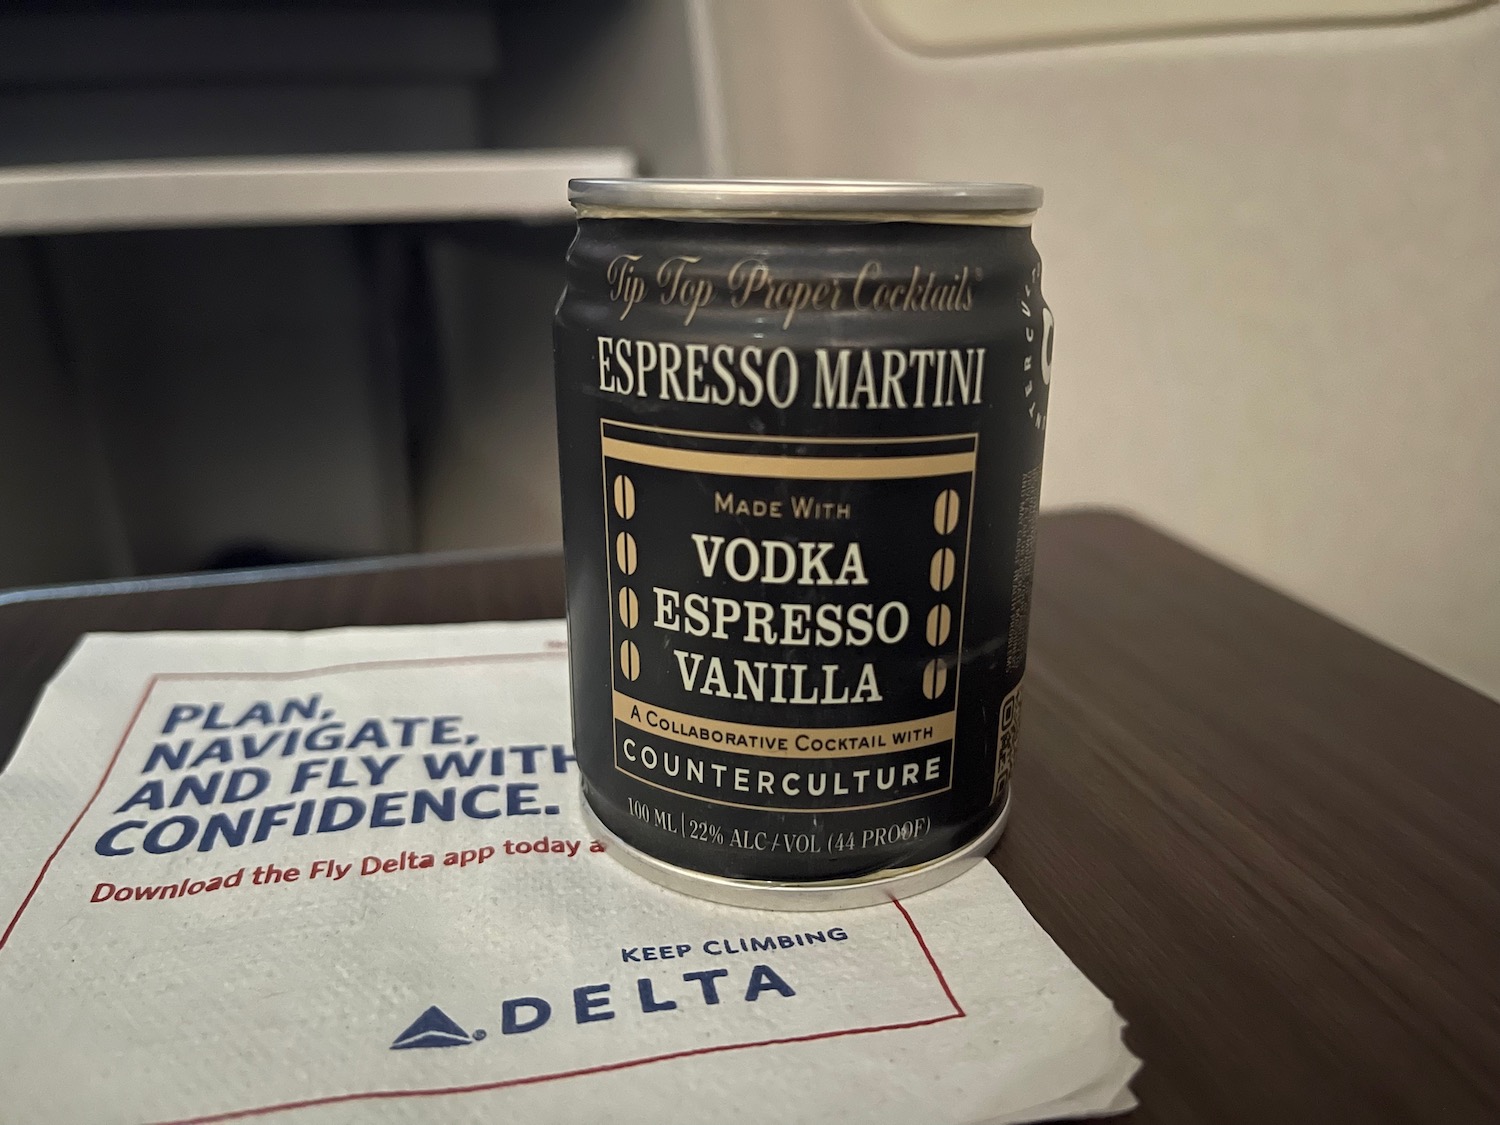 Tip Top Proper Cocktails®
ESPRESSO MARTINI
MADE WITH
VODKA
ESPRESSO
VANILLA
A COLLABORATIVE COCKTAIL WITH
COUNTERCULTURE
100 ML | 22% ALC/VOL (44 PROOF)
PLAN,
NAVIGATE,
AND FLY WITH
CONFIDENCE.
Download the Fly Delta app today
KEEP CLIMBING
DELTA